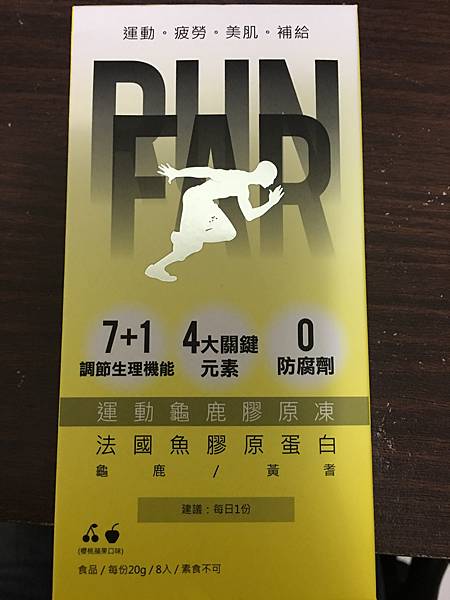 運動。疲勞。美肌。補給
RUN
FAR
7+1
調節生理機能
4大關鍵
元素
0
防腐劑
運動龜鹿膠原凍
法國魚膠原蛋白
龜鹿/黃耆
建議：每日1份
(櫻桃蘋果口味)
食品/每份20g/8入/素食不可